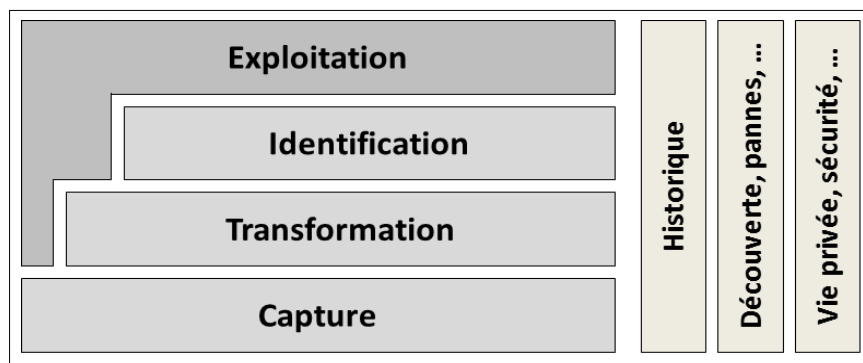 Exploitation
Identification
Transformation
Capture
Historique
Découverte, pannes, ...
Vie privée, sécurité, ...